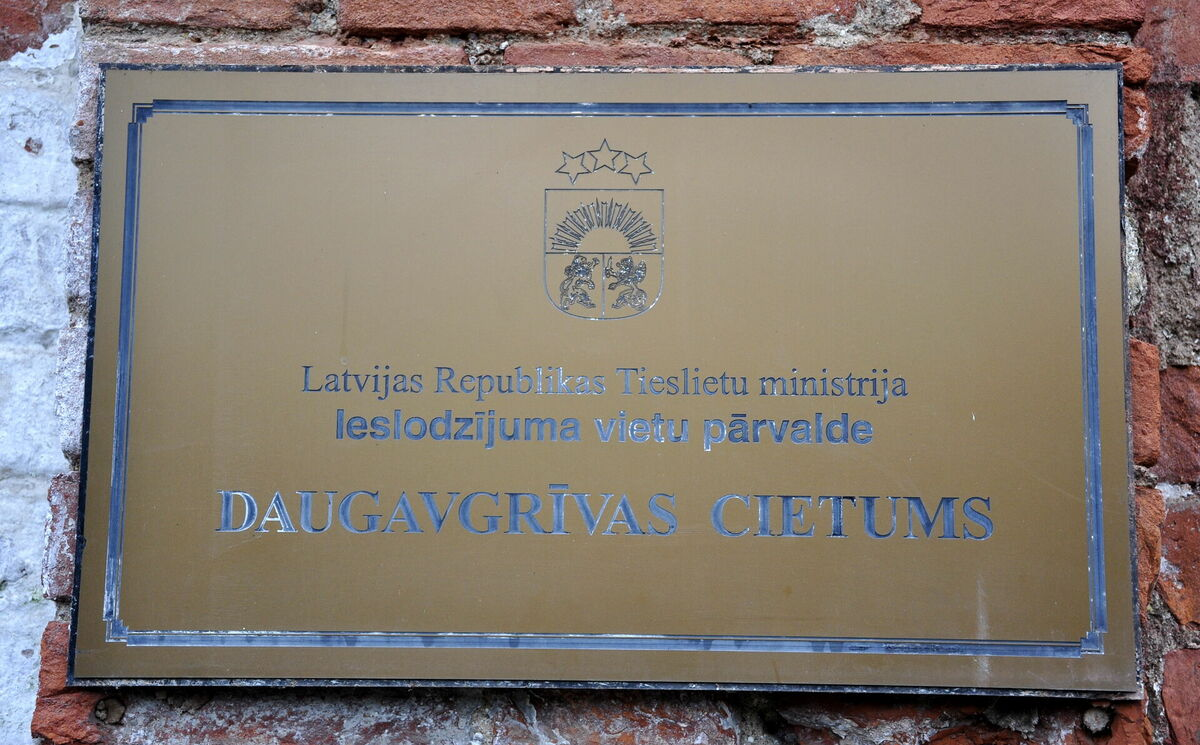 Latvijas Republikas Tieslietu ministrija
Ieslodzījuma vietu pārvalde
DAUGAVGRĪVAS CIETUMS